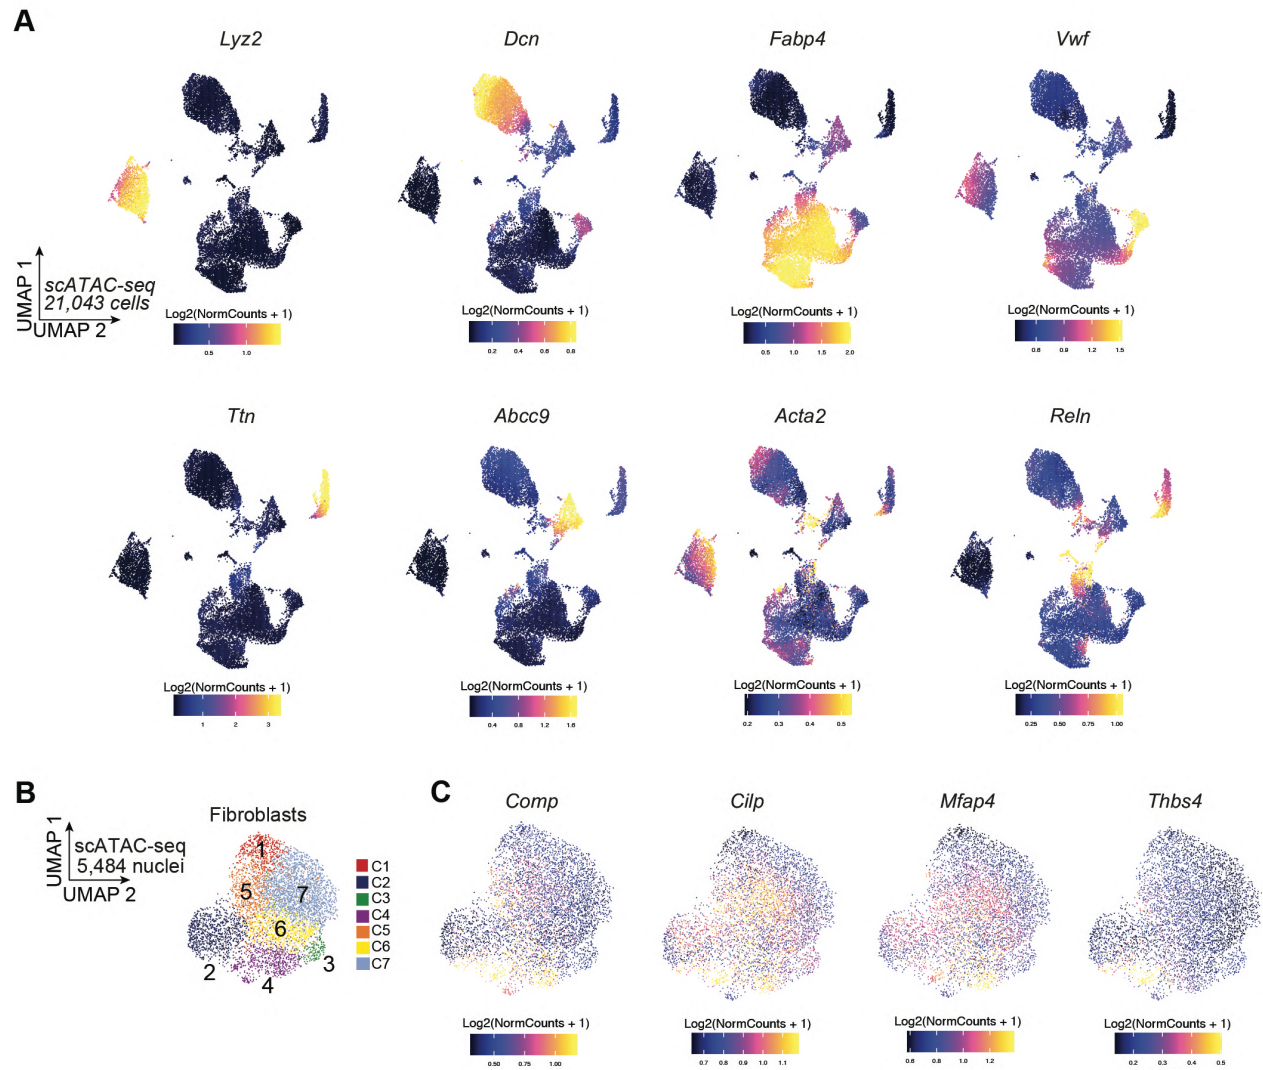 A
Lyz2
Dcn
Fabp4
Vwf
UMAP 1
scATAC-seq
21,043 cells
UMAP 2
Log2(NormCounts + 1)
0.5 1.0
Log2(NormCounts + 1)
0.2 0.4 0.6 0.8
Log2(NormCounts + 1)
0.5 1.0 1.5 2.0
Log2(NormCounts + 1)
0.6 0.9 1.2 1.5
Ttn
Abcc9
Acta2
Reln
Log2(NormCounts + 1)
1 2 3
Log2(NormCounts + 1)
0.4 0.8 1.2 1.6
Log2(NormCounts + 1)
0.2 0.3 0.4 0.5
Log2(NormCounts + 1)
0.25 0.50 0.75 1.00
B
Fibroblasts
UMAP 1
scATAC-seq
5,484 nuclei
UMAP 2
1
5
7
6
2
3
4
C1
C2
C3
C4
C5
C6
C7
C
Comp
Cilp
Mfap4
Thbs4
Log2(NormCounts + 1)
0.50 0.75 1.00
Log2(NormCounts + 1)
0.7 0.8 0.9 1.0 1.1
Log2(NormCounts + 1)
0.8 0.8 1.0 1.2
Log2(NormCounts + 1)
0.2 0.3 0.4 0.5